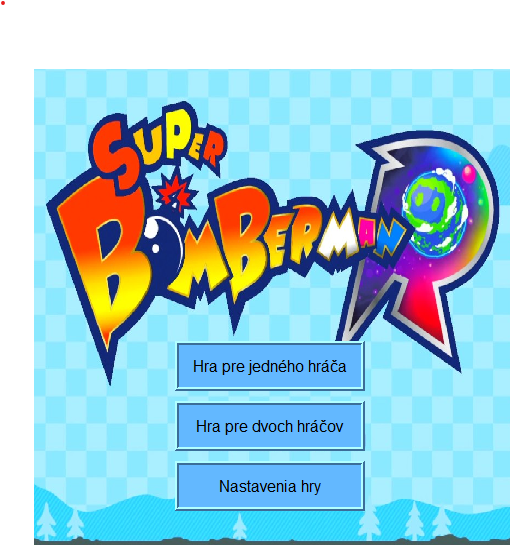 SUPER
BOMBERMAN R
Hra pre jedného hráča
Hra pre dvoch hráčov
Nastavenia hry